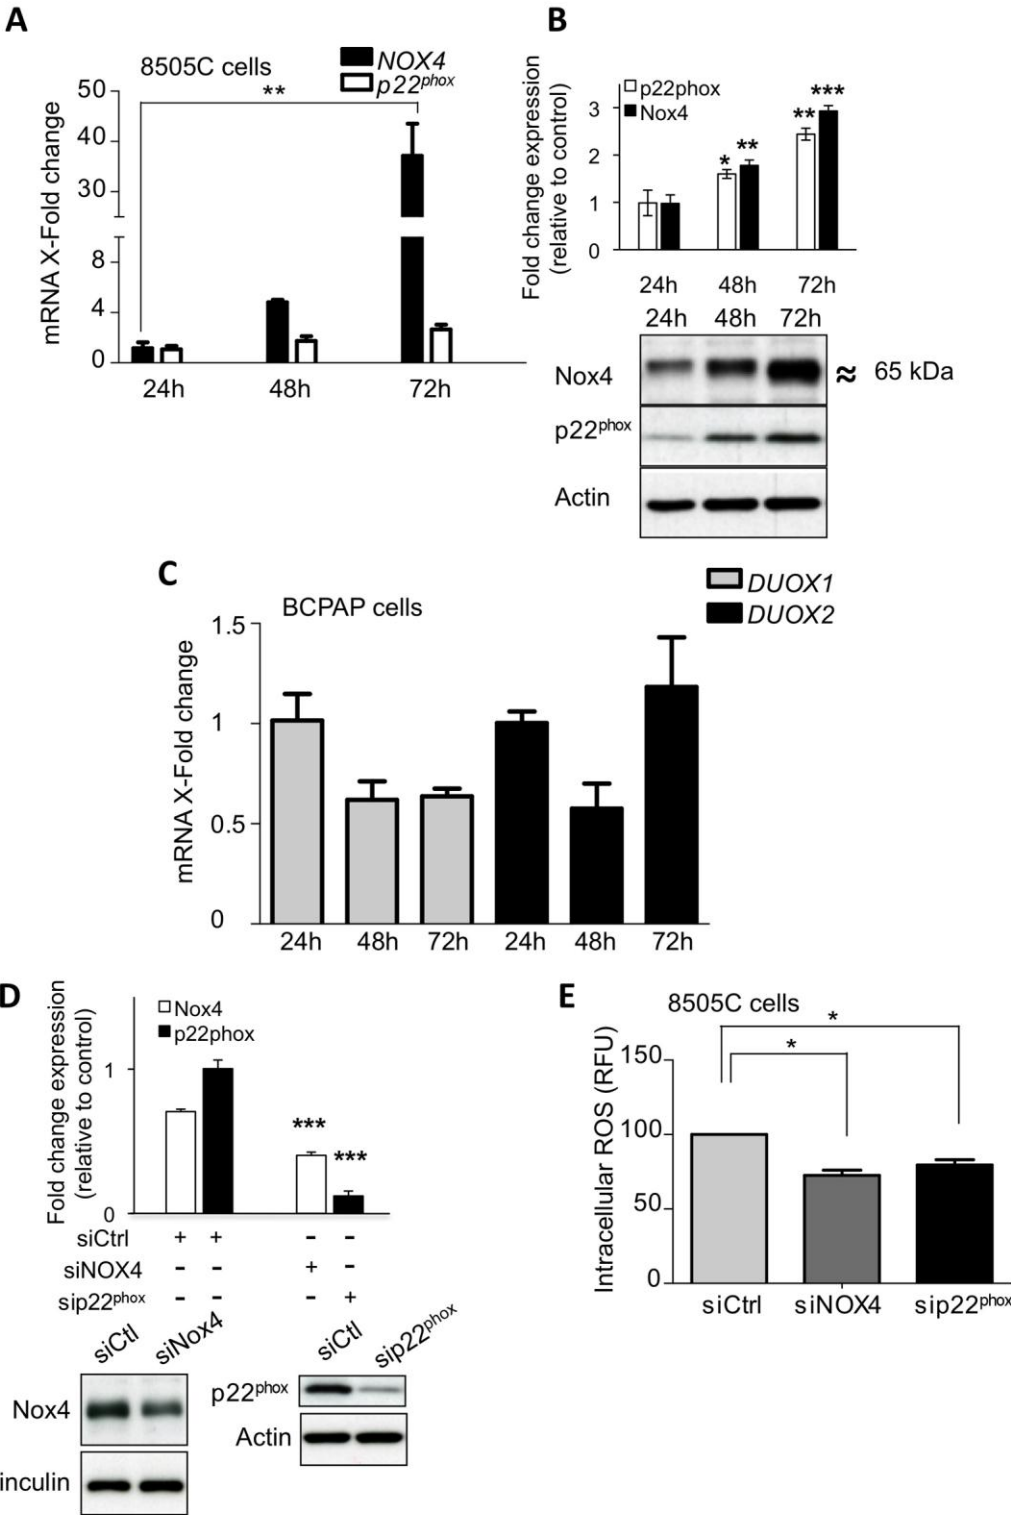 A
8505C cells
NOX4
p22phox
**
mRNA X-Fold change
50
40
30
8
4
0
24h 48h 72h
B
p22phox
Nox4
Fold change expression
(relative to control)
3
2
1
0
* ** ** ***
24h 48h 72h
24h 48h 72h
Nox4 ≈ 65 kDa
p22phox
Actin
C
BCPAP cells
DUOX1
DUOX2
mRNA X-Fold change
1.5
1
0.5
0
24h 48h 72h 24h 48h 72h
D
Nox4
p22phox
Fold change expression
(relative to control)
1
0
*** ***
siCtrl + + - -
siNOX4 - - + -
sip22phox - - - +
siCtl siNox4
Nox4
inculin
siCtl sip22phox
p22phox
Actin
E
8505C cells
*
*
Intracellular ROS (RFU)
150
100
50
0
siCtrl siNOX4 sip22phox